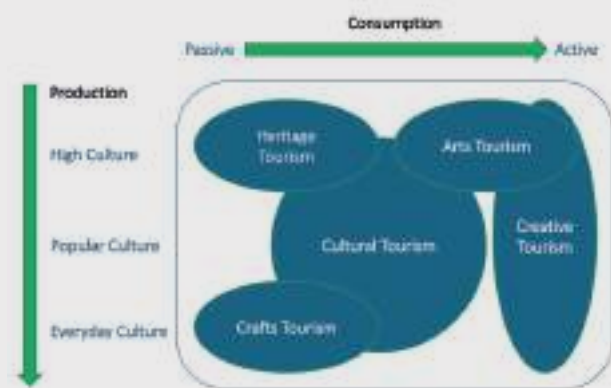 Consumption
Passive
Active
Production
Heritage
Tourism
Arts Tourism
High Culture
Creative
Tourism
Popular Culture
Cultural Tourism
Crafts Tourism
Everyday Culture